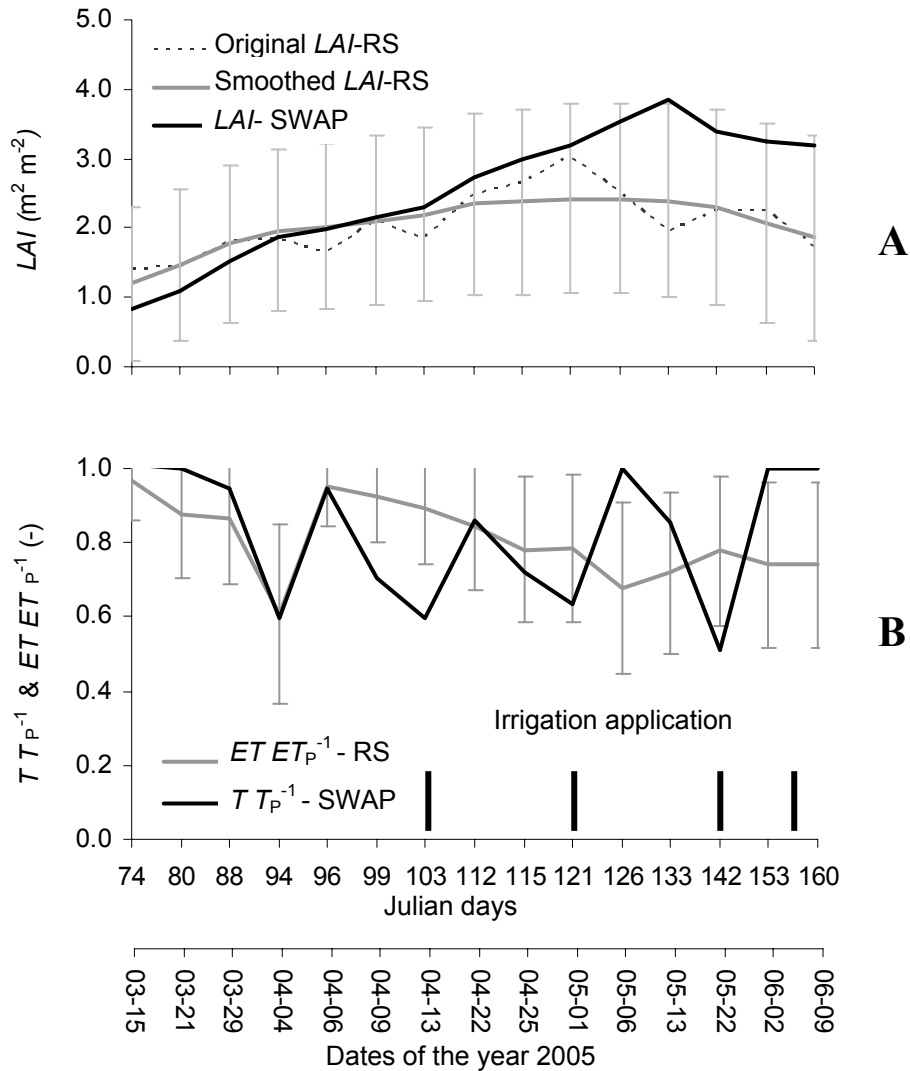 5.0
Original LAI-RS
Smoothed LAI-RS
LAI- SWAP
4.0
3.0
2.0
1.0
0.0
LAI (m² m⁻²)
A
1.0
0.8
0.6
0.4
0.2
0.0
T TP⁻¹ & ET ETP⁻¹ (-)
B
Irrigation application
ET ETP⁻¹ - RS
T TP⁻¹ - SWAP
74 80 88 94 96 99 103 112 115 121 126 133 142 153 160
Julian days
03-15 03-21 03-29 04-04 04-06 04-09 04-13 04-22 04-25 05-01 05-06 05-13 05-22 06-02 06-09
Dates of the year 2005